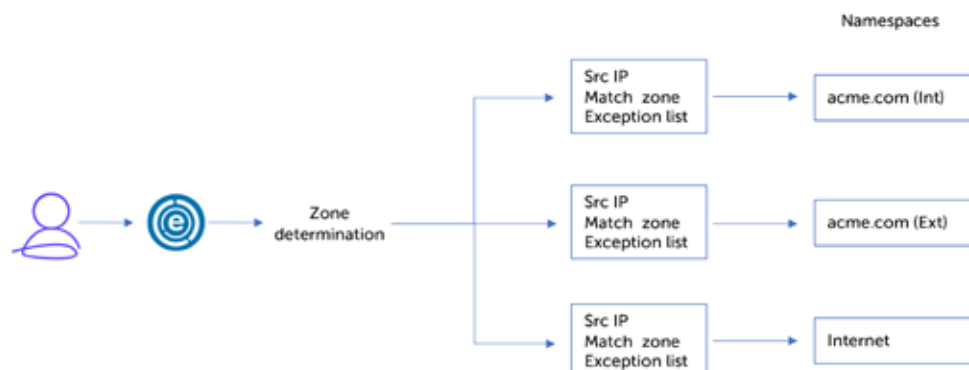 Namespaces
Src IP
Match zone
Exception list
acme.com (Int)
e
Zone
determination
Src IP
Match zone
Exception list
acme.com (Ext)
Src IP
Match zone
Exception list
Internet